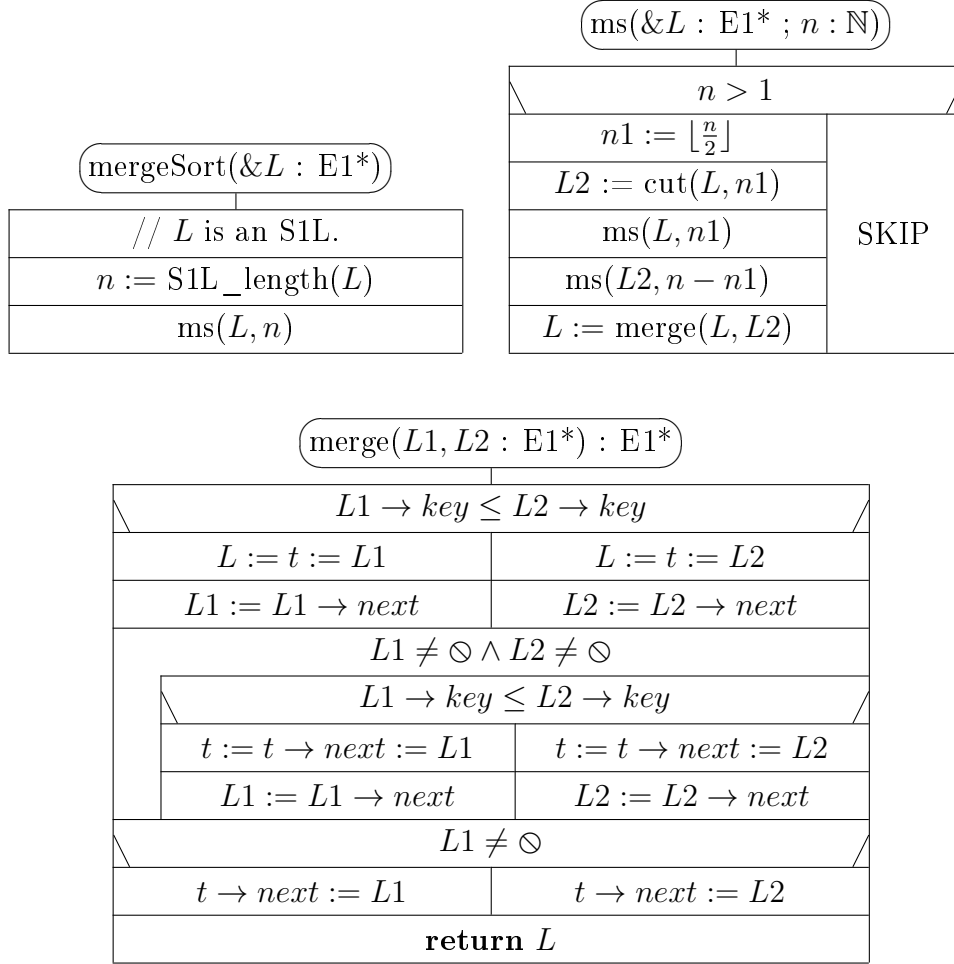 mergeSort(&L : E1*)
// L is an S1L.
n := S1L_length(L)
ms(L, n)
ms(&L : E1* ; n : ℕ)
n > 1
n1 := ⌊n/2⌋
L2 := cut(L, n1)
ms(L, n1)
ms(L2, n − n1)
L := merge(L, L2)
SKIP
merge(L1, L2 : E1*) : E1*
L1 → key ≤ L2 → key
L := t := L1
L := t := L2
L1 := L1 → next
L2 := L2 → next
L1 ≠ ⦸ ∧ L2 ≠ ⦸
L1 → key ≤ L2 → key
t := t → next := L1
t := t → next := L2
L1 := L1 → next
L2 := L2 → next
L1 ≠ ⦸
t → next := L1
t → next := L2
return L